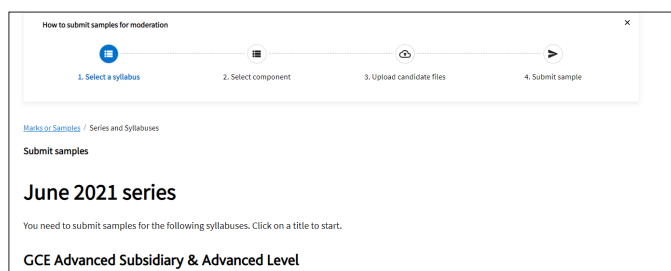 How to submit samples for moderation
1. Select a syllabus
2. Select component
3. Upload candidate files
4. Submit sample
Marks or Samples / Series and Syllabuses
Submit samples
June 2021 series
You need to submit samples for the following syllabuses. Click on a title to start.
GCE Advanced Subsidiary & Advanced Level